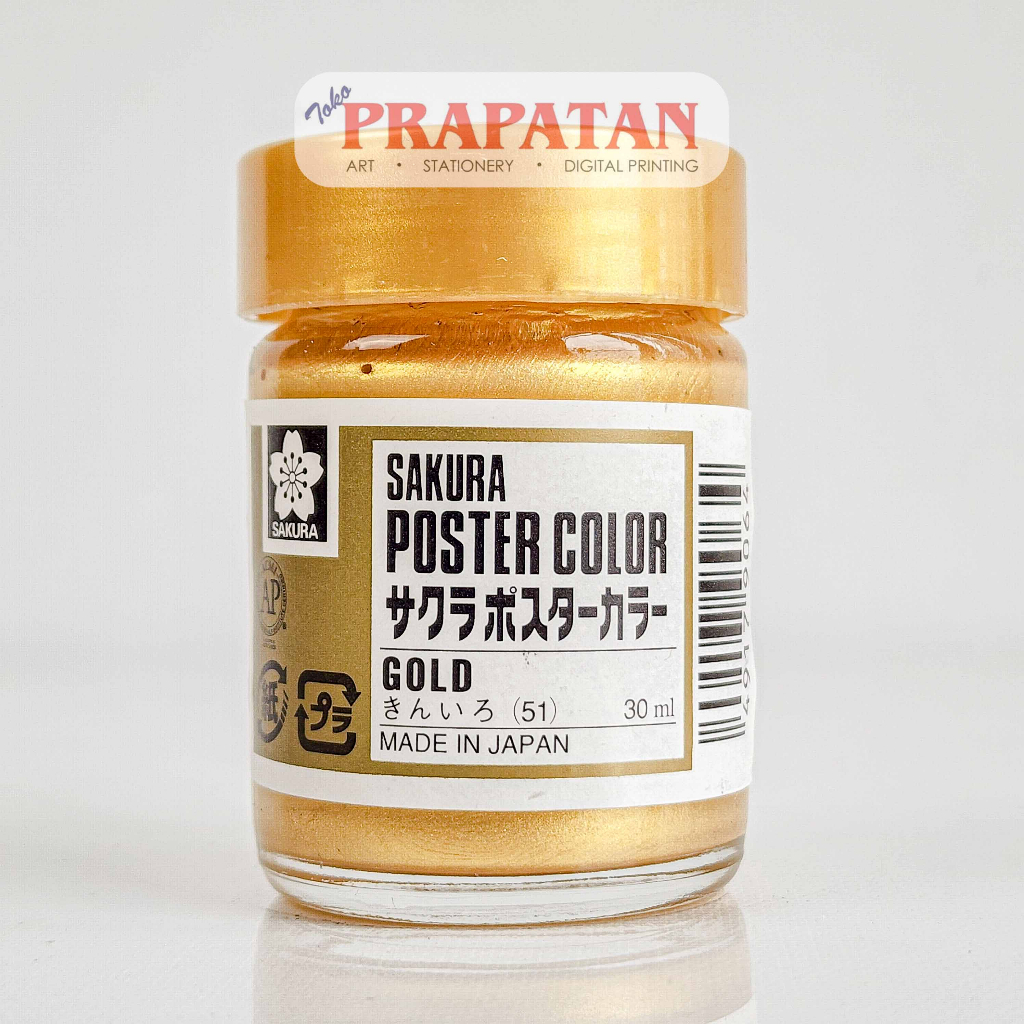 Toko
PRAPATAN
ART • STATIONERY • DIGITAL PRINTING
SAKURA
SAKURA
POSTER COLOR
サクラポスターカラー
AP
GOLD
きんいろ（51） 30 ml
MADE IN JAPAN
紙
プラ